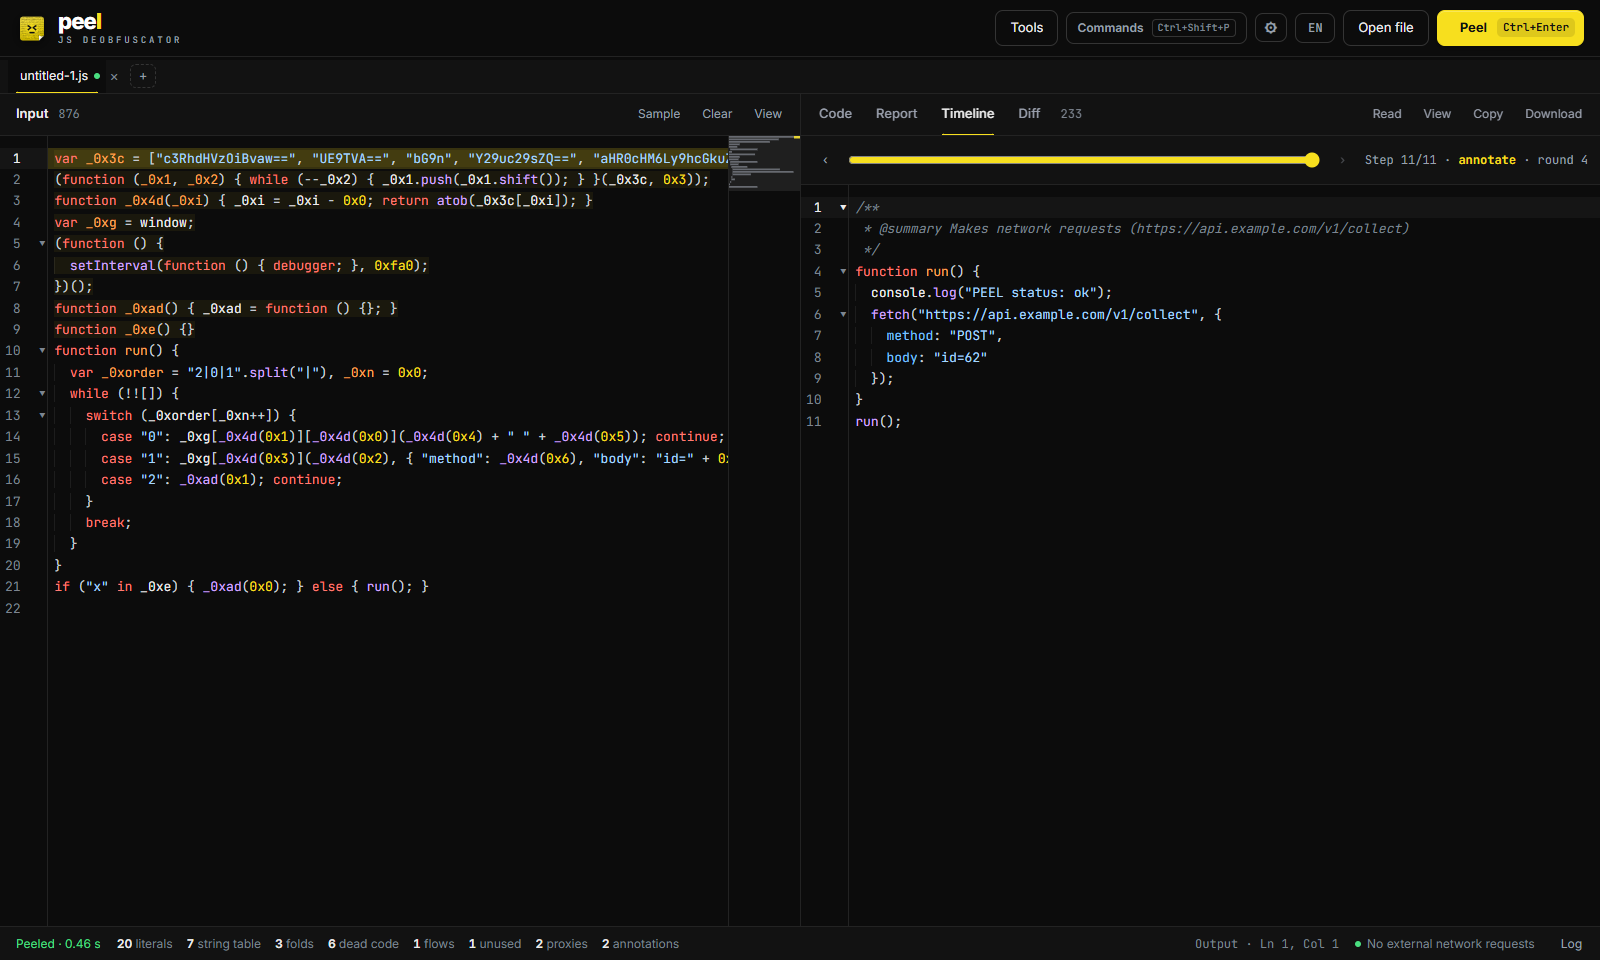 peel
JS DEOBFUSCATOR
Tools
Commands Ctrl+Shift+P
EN
Open file
Peel Ctrl+Enter
untitled-1.js
×
+
Input 876
Sample Clear View
1 var _0x3c = ["c3RhdHVzOiBvaw==", "UE9TVA==", "bG9n", "Y29uc29sZQ==", "aHR0cHM6Ly9hcGku
2 (function (_0x1, _0x2) { while (--_0x2) { _0x1.push(_0x1.shift()); } }(_0x3c, 0x3));
3 function _0x4d(_0xi) { _0xi = _0xi - 0x0; return atob(_0x3c[_0xi]); }
4 var _0xg = window;
5 (function () {
6 setInterval(function () { debugger; }, 0xfa0);
7 })();
8 function _0xad() { _0xad = function () {}; }
9 function _0xe() {}
10 function run() {
11 var _0xorder = "2|0|1".split("|"), _0xn = 0x0;
12 while (!![]) {
13 switch (_0xorder[_0xn++]) {
14 case "0": _0xg[_0x4d(0x1)][_0x4d(0x0)](_0x4d(0x4) + " " + _0x4d(0x5)); continue;
15 case "1": _0xg[_0x4d(0x3)](_0x4d(0x2), { "method": _0x4d(0x6), "body": "id=" + 0x
16 case "2": _0xad(0x1); continue;
17 }
18 break;
19 }
20 }
21 if ("x" in _0xe) { _0xad(0x0); } else { run(); }
22
Code Report Timeline Diff 233
Read View Copy Download
‹ › Step 11/11 · annotate · round 4
1 /**
2 * @summary Makes network requests (https://api.example.com/v1/collect)
3 */
4 function run() {
5 console.log("PEEL status: ok");
6 fetch("https://api.example.com/v1/collect", {
7 method: "POST",
8 body: "id=62"
9 });
10 }
11 run();
Peeled · 0.46 s 20 literals 7 string table 3 folds 6 dead code 1 flows 1 unused 2 proxies 2 annotations
Output · Ln 1, Col 1 No external network requests Log